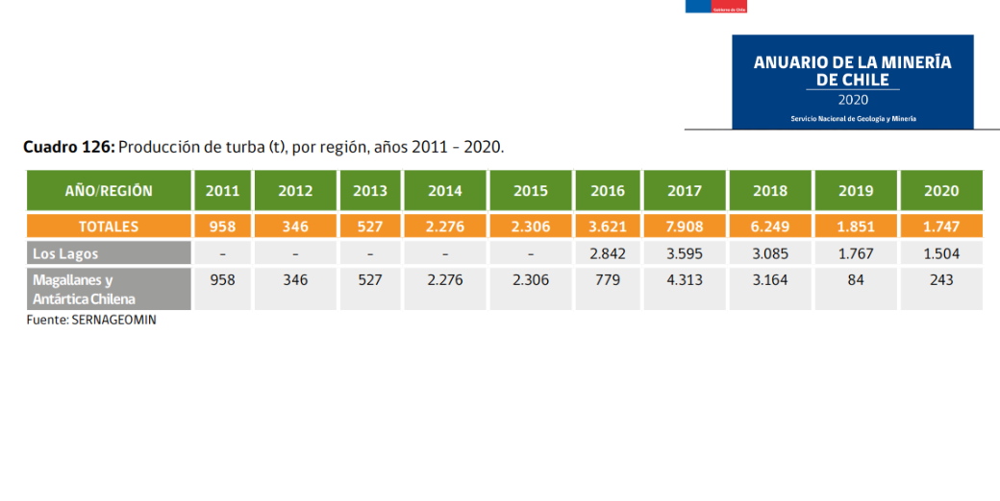 Gobierno de Chile
ANUARIO DE LA MINERÍA
DE CHILE
2020
Servicio Nacional de Geología y Minería
Cuadro 126: Producción de turba (t), por región, años 2011 – 2020.
AÑO/REGIÓN 2011 2012 2013 2014 2015 2016 2017 2018 2019 2020
TOTALES 958 346 527 2.276 2.306 3.621 7.908 6.249 1.851 1.747
Los Lagos – – – – – 2.842 3.595 3.085 1.767 1.504
Magallanes y 958 346 527 2.276 2.306 779 4.313 3.164 84 243
Antártica Chilena
Fuente: SERNAGEOMIN